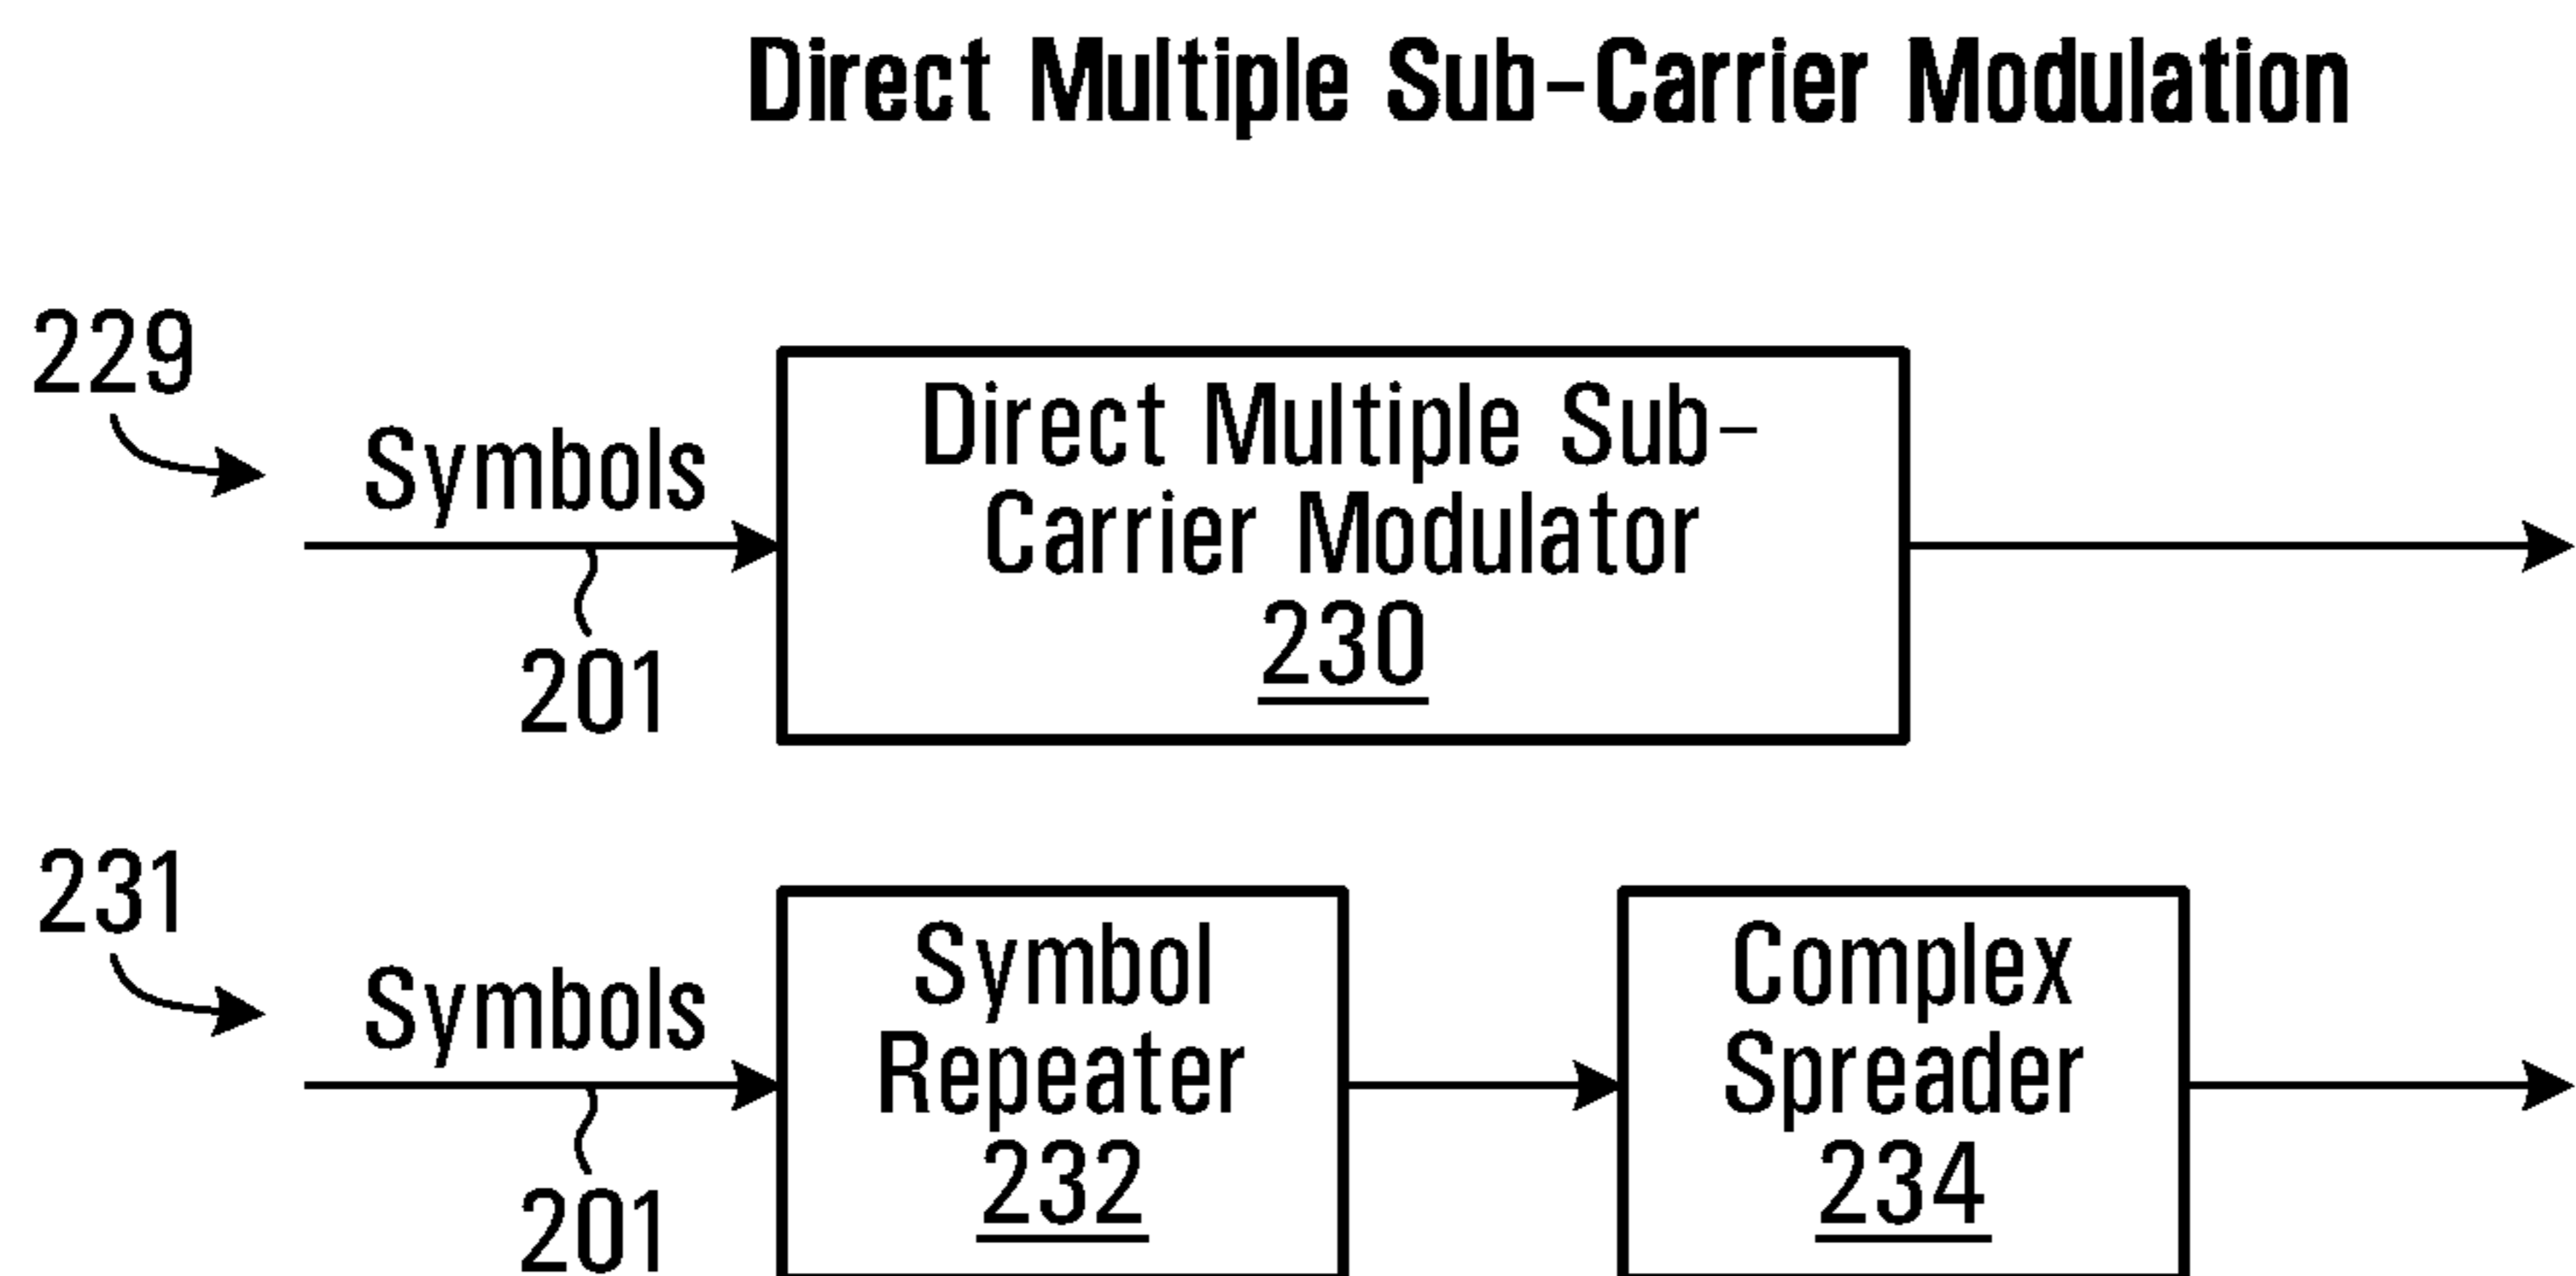 Direct Multiple Sub-Carrier Modulation
229
Symbols
Direct Multiple Sub-
Carrier Modulator
230
201
231
Symbols
Symbol
Repeater
232
Complex
Spreader
234
201